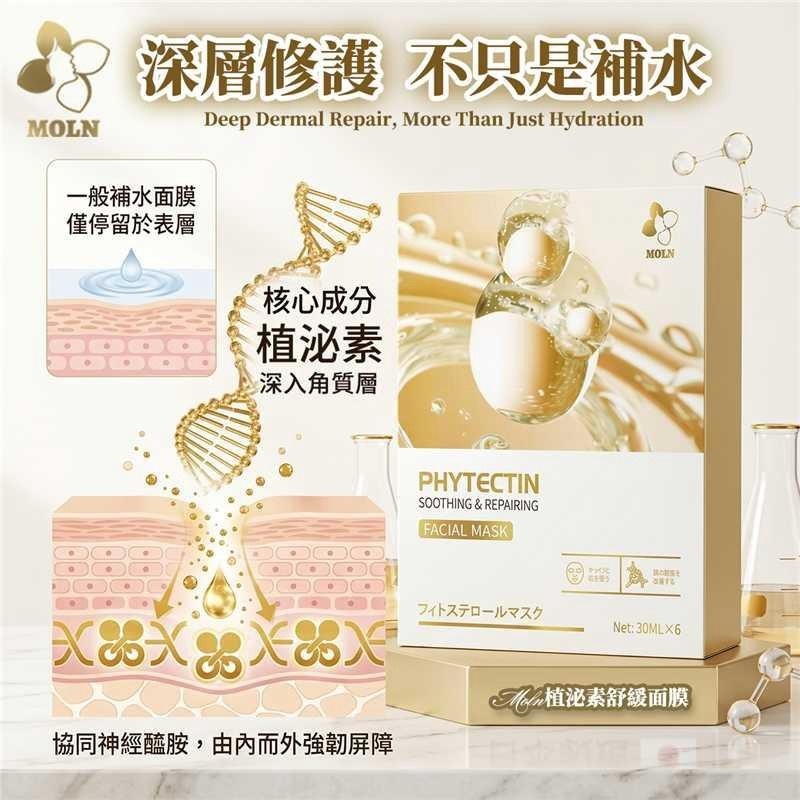 MOLN
深層修護 不只是補水
Deep Dermal Repair, More Than Just Hydration
一般補水面膜
僅停留於表層
核心成分
植泌素
深入角質層
MOLN
PHYTECTIN
SOOTHING & REPAIRING
FACIAL MASK
フィトステロールマスク
Net: 30ML×6
Moln植泌素舒緩面膜
協同神經醯胺，由內而外強韌屏障